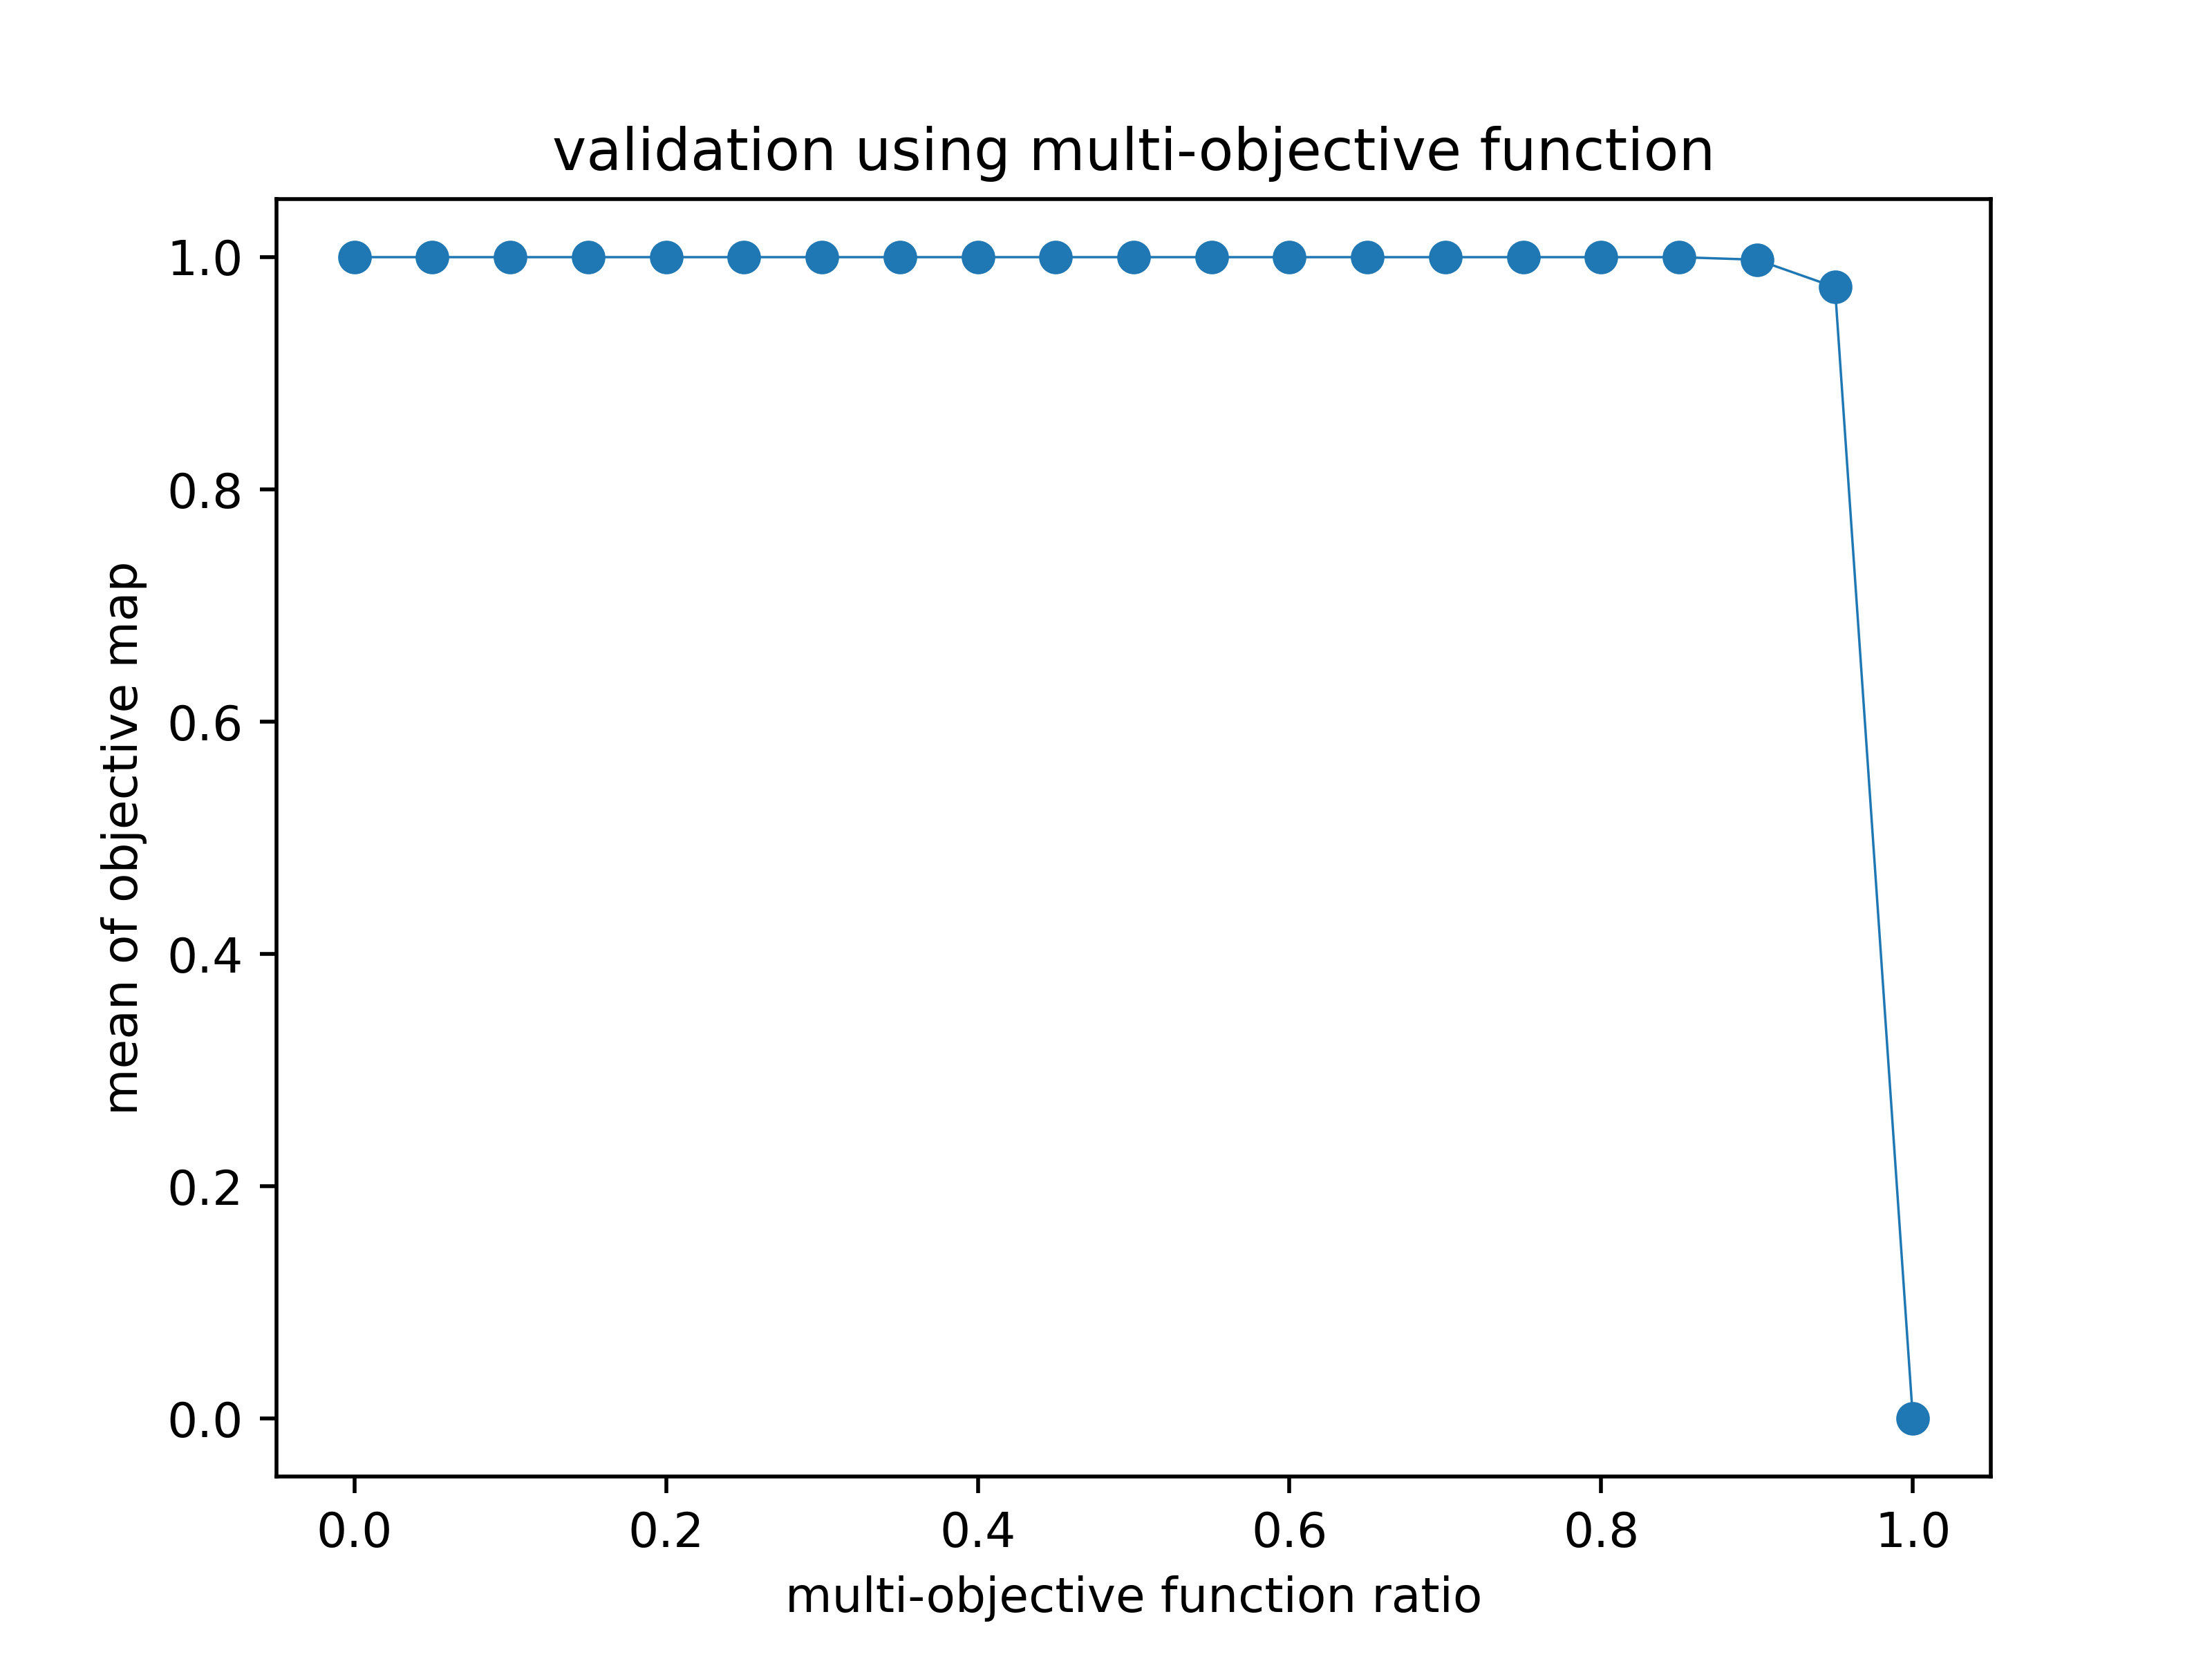 validation using multi-objective function
1.0
0.8
0.6
0.4
0.2
0.0
mean of objective map
0.0 0.2 0.4 0.6 0.8 1.0
multi-objective function ratio